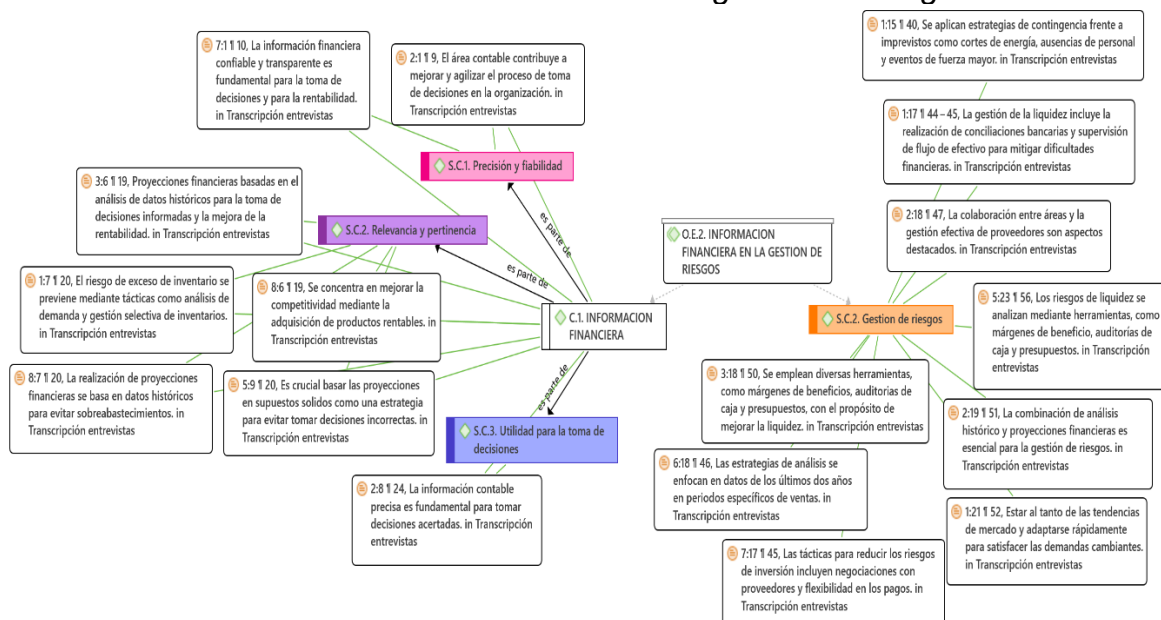 7:1 ¶ 10, La información financiera
confiable y transparente es
fundamental para la toma de
decisiones y para la rentabilidad.
in Transcripción entrevistas
2:1 ¶ 9, El área contable contribuye a
mejorar y agilizar el proceso de toma
de decisiones en la organización. in
Transcripción entrevistas
1:15 ¶ 40, Se aplican estrategias de contingencia frente a
imprevistos como cortes de energía, ausencias de personal
y eventos de fuerza mayor. in Transcripción entrevistas
1:17 ¶ 44 – 45, La gestión de la liquidez incluye la
realización de conciliaciones bancarias y supervisión
de flujo de efectivo para mitigar dificultades
financieras. in Transcripción entrevistas
S.C.1. Precisión y fiabilidad
3:6 ¶ 19, Proyecciones financieras basadas en el
análisis de datos históricos para la toma de
decisiones informadas y la mejora de la
rentabilidad. in Transcripción entrevistas
S.C.2. Relevancia y pertinencia
es parte de
es parte de
O.E.2. INFORMACION
FINANCIERA EN LA GESTION DE
RIESGOS
2:18 ¶ 47, La colaboración entre áreas y la
gestión efectiva de proveedores son aspectos
destacados. in Transcripción entrevistas
1:7 ¶ 20, El riesgo de exceso de inventario se
previene mediante tácticas como análisis de
demanda y gestión selectiva de inventarios.
in Transcripción entrevistas
8:6 ¶ 19, Se concentra en mejorar la
competitividad mediante la
adquisición de productos rentables. in
Transcripción entrevistas
C.1. INFORMACION
FINANCIERA
S.C.2. Gestion de riesgos
5:23 ¶ 56, Los riesgos de liquidez se
analizan mediante herramientas, como
márgenes de beneficio, auditorías de
caja y presupuestos. in Transcripción
entrevistas
8:7 ¶ 20, La realización de proyecciones
financieras se basa en datos históricos
para evitar sobreabastecimientos. in
Transcripción entrevistas
5:9 ¶ 20, Es crucial basar las proyecciones
en supuestos solidos como una estrategia
para evitar tomar decisiones incorrectas. in
Transcripción entrevistas
es parte de
S.C.3. Utilidad para la toma de
decisiones
3:18 ¶ 50, Se emplean diversas herramientas,
como márgenes de beneficios, auditorias de
caja y presupuestos, con el propósito de
mejorar la liquidez. in Transcripción entrevistas
2:19 ¶ 51, La combinación de análisis
histórico y proyecciones financieras es
esencial para la gestión de riesgos. in
Transcripción entrevistas
2:8 ¶ 24, La información contable
precisa es fundamental para tomar
decisiones acertadas. in Transcripción
entrevistas
6:18 ¶ 46, Las estrategias de análisis se
enfocan en datos de los últimos dos años
en periodos específicos de ventas. in
Transcripción entrevistas
1:21 ¶ 52, Estar al tanto de las tendencias
de mercado y adaptarse rápidamente
para satisfacer las demandas cambiantes.
in Transcripción entrevistas
7:17 ¶ 45, Las tácticas para reducir los riesgos
de inversión incluyen negociaciones con
proveedores y flexibilidad en los pagos. in
Transcripción entrevistas